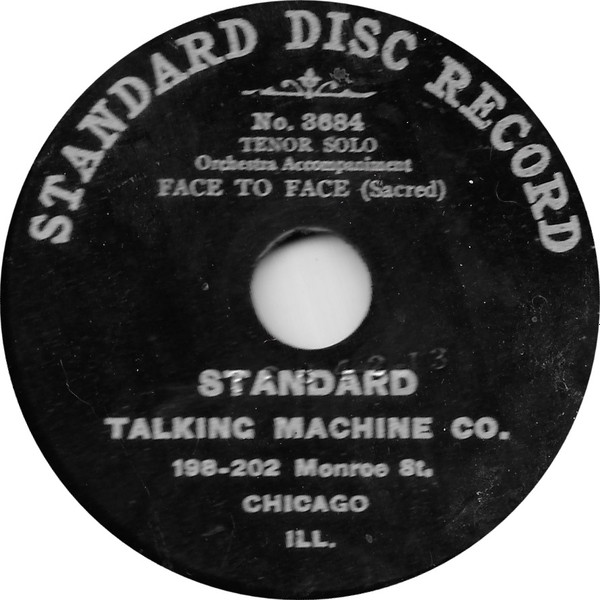 STANDARD DISC RECORD
No. 3684
TENOR SOLO
Orchestra Accompaniment
FACE TO FACE (Sacred)
STANDARD
TALKING MACHINE CO.
198-202 Monroe St.
CHICAGO
ILL.